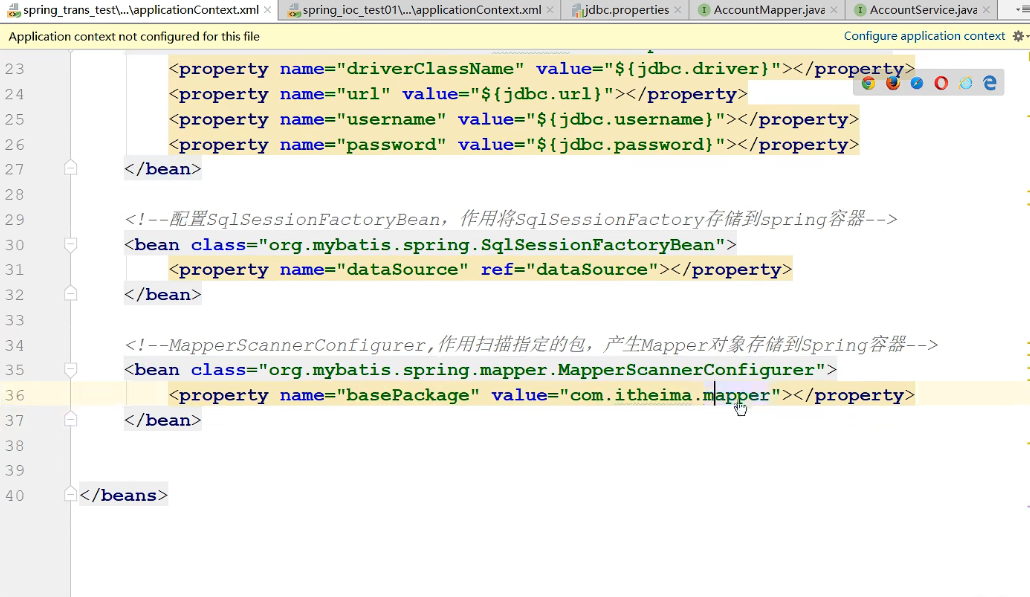 spring_trans_test\...\applicationContext.xml
spring_ioc_test01\...\applicationContext.xml
jdbc.properties
AccountMapper.java
AccountService.java
Application context not configured for this file
Configure application context
23 <property name="driverClassName" value="${jdbc.driver}"></property>
24 <property name="url" value="${jdbc.url}"></property>
25 <property name="username" value="${jdbc.username}"></property>
26 <property name="password" value="${jdbc.password}"></property>
27 </bean>
28
29 <!--配置SqlSessionFactoryBean，作用将SqlSessionFactory存储到spring容器-->
30 <bean class="org.mybatis.spring.SqlSessionFactoryBean">
31 <property name="dataSource" ref="dataSource"></property>
32 </bean>
33
34 <!--MapperScannerConfigurer,作用扫描指定的包，产生Mapper对象存储到Spring容器-->
35 <bean class="org.mybatis.spring.mapper.MapperScannerConfigurer">
36 <property name="basePackage" value="com.itheima.mapper"></property>
37 </bean>
38
39
40 </beans>